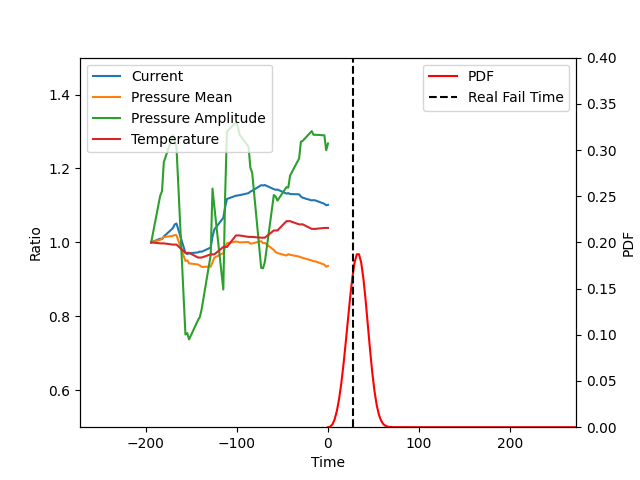 Current
Pressure Mean
Pressure Amplitude
Temperature
PDF
Real Fail Time
1.4
1.2
1.0
0.8
0.6
Ratio
0.40
0.35
0.30
0.25
0.20
0.15
0.10
0.05
0.00
PDF
−200
−100
0
100
200
Time